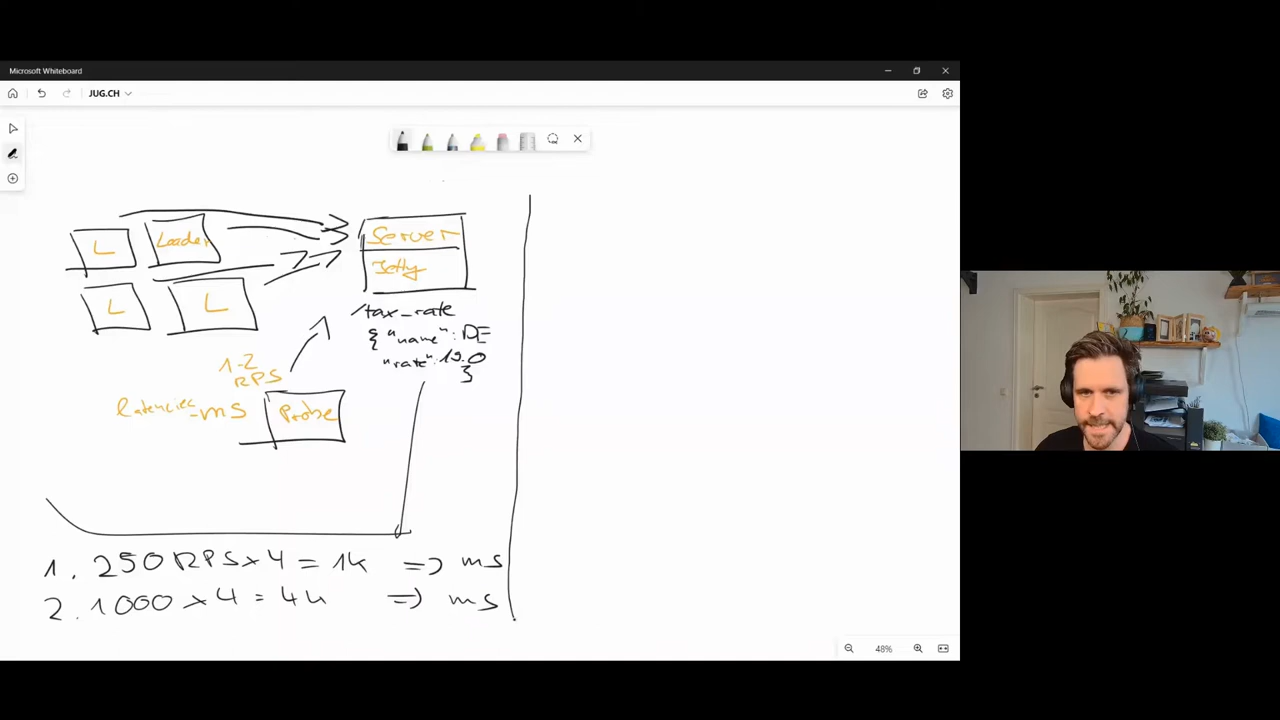 Microsoft Whiteboard
JUG.CH
L
Loader
L
L
Server
Jetty
/tax_rate
{ "name": DE
"rate": 19.0
}
1-2
RPS
latencies - ms
Probe
1. 250 RPS x 4 = 1k => ms
2. 1000 x 4 = 4k => ms
48%